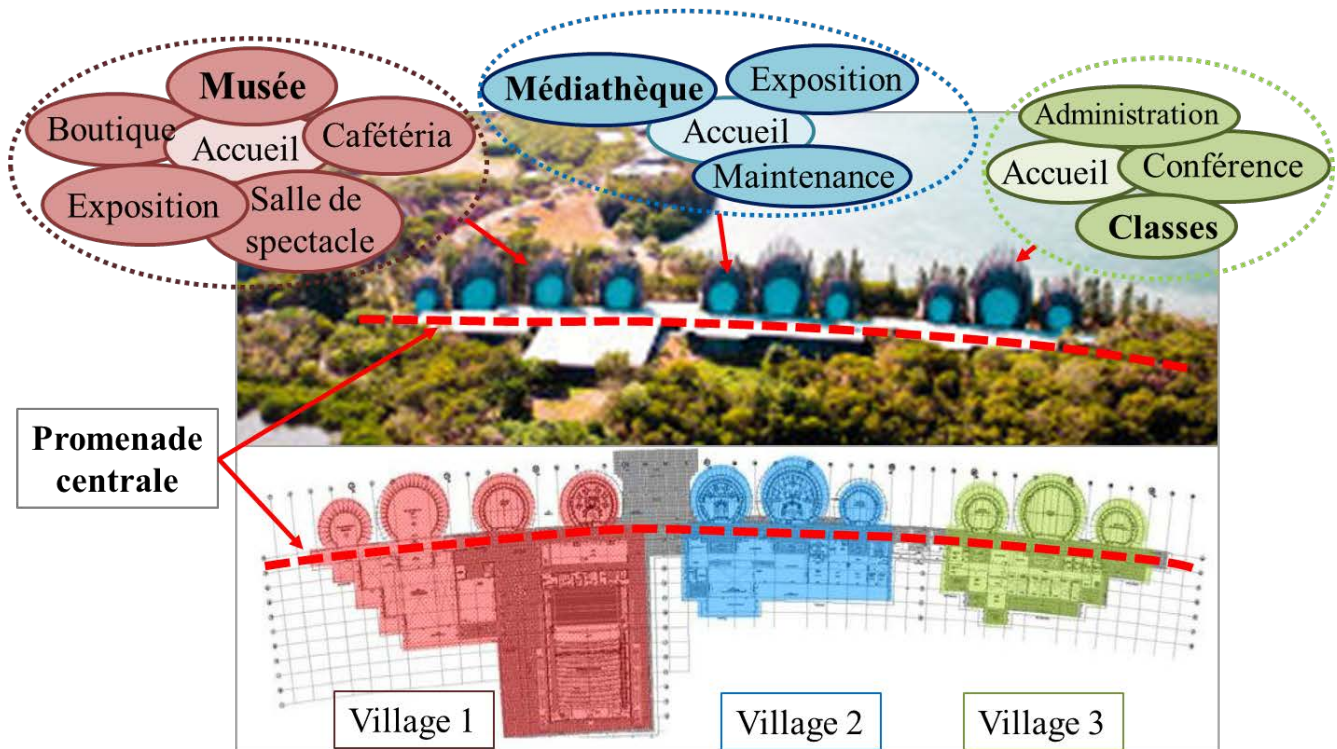 Musée
Boutique
Accueil
Cafétéria
Exposition
Salle de
spectacle
Médiathèque
Exposition
Accueil
Maintenance
Administration
Accueil
Conférence
Classes
Promenade
centrale
Village 1
Village 2
Village 3